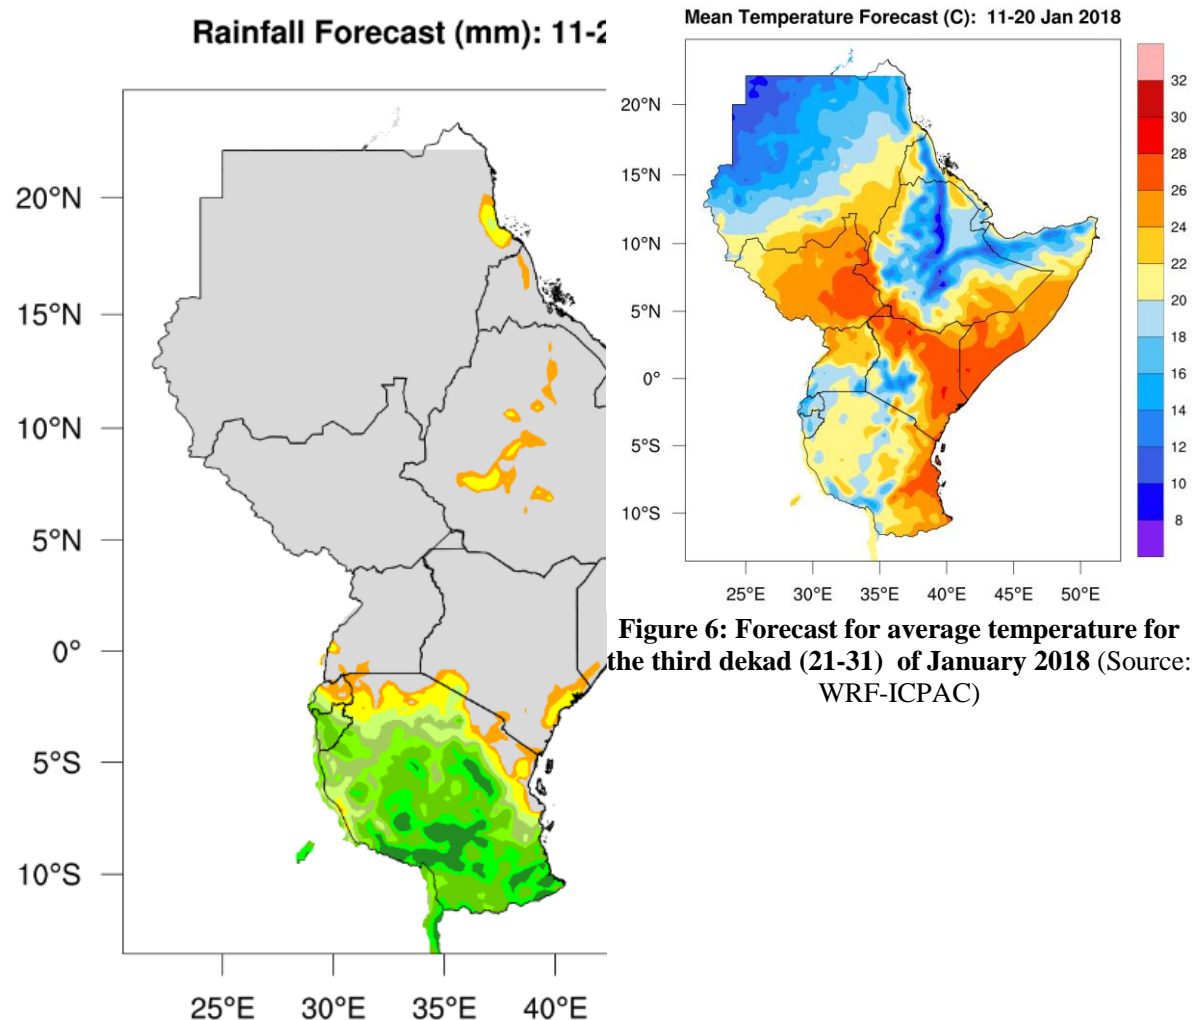 Rainfall Forecast (mm): 11-2
20°N
15°N
10°N
5°N
0°
5°S
10°S
25°E 30°E 35°E 40°E
Mean Temperature Forecast (C): 11-20 Jan 2018
20°N
15°N
10°N
5°N
0°
5°S
10°S
25°E 30°E 35°E 40°E 45°E 50°E
32
30
28
26
24
22
20
18
16
14
12
10
8
Figure 6: Forecast for average temperature for
the third dekad (21-31) of January 2018 (Source:
WRF-ICPAC)